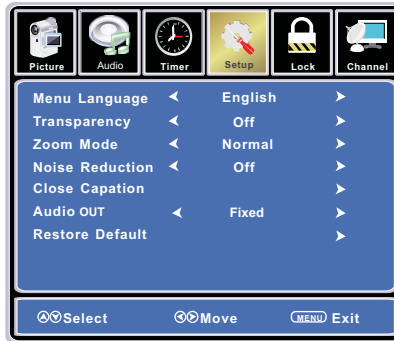 Picture Audio Timer Setup Lock Channel
Menu Language English
Transparency Off
Zoom Mode Normal
Noise Reduction Off
Close Capation
Audio OUT Fixed
Restore Default
Select Move MENU Exit